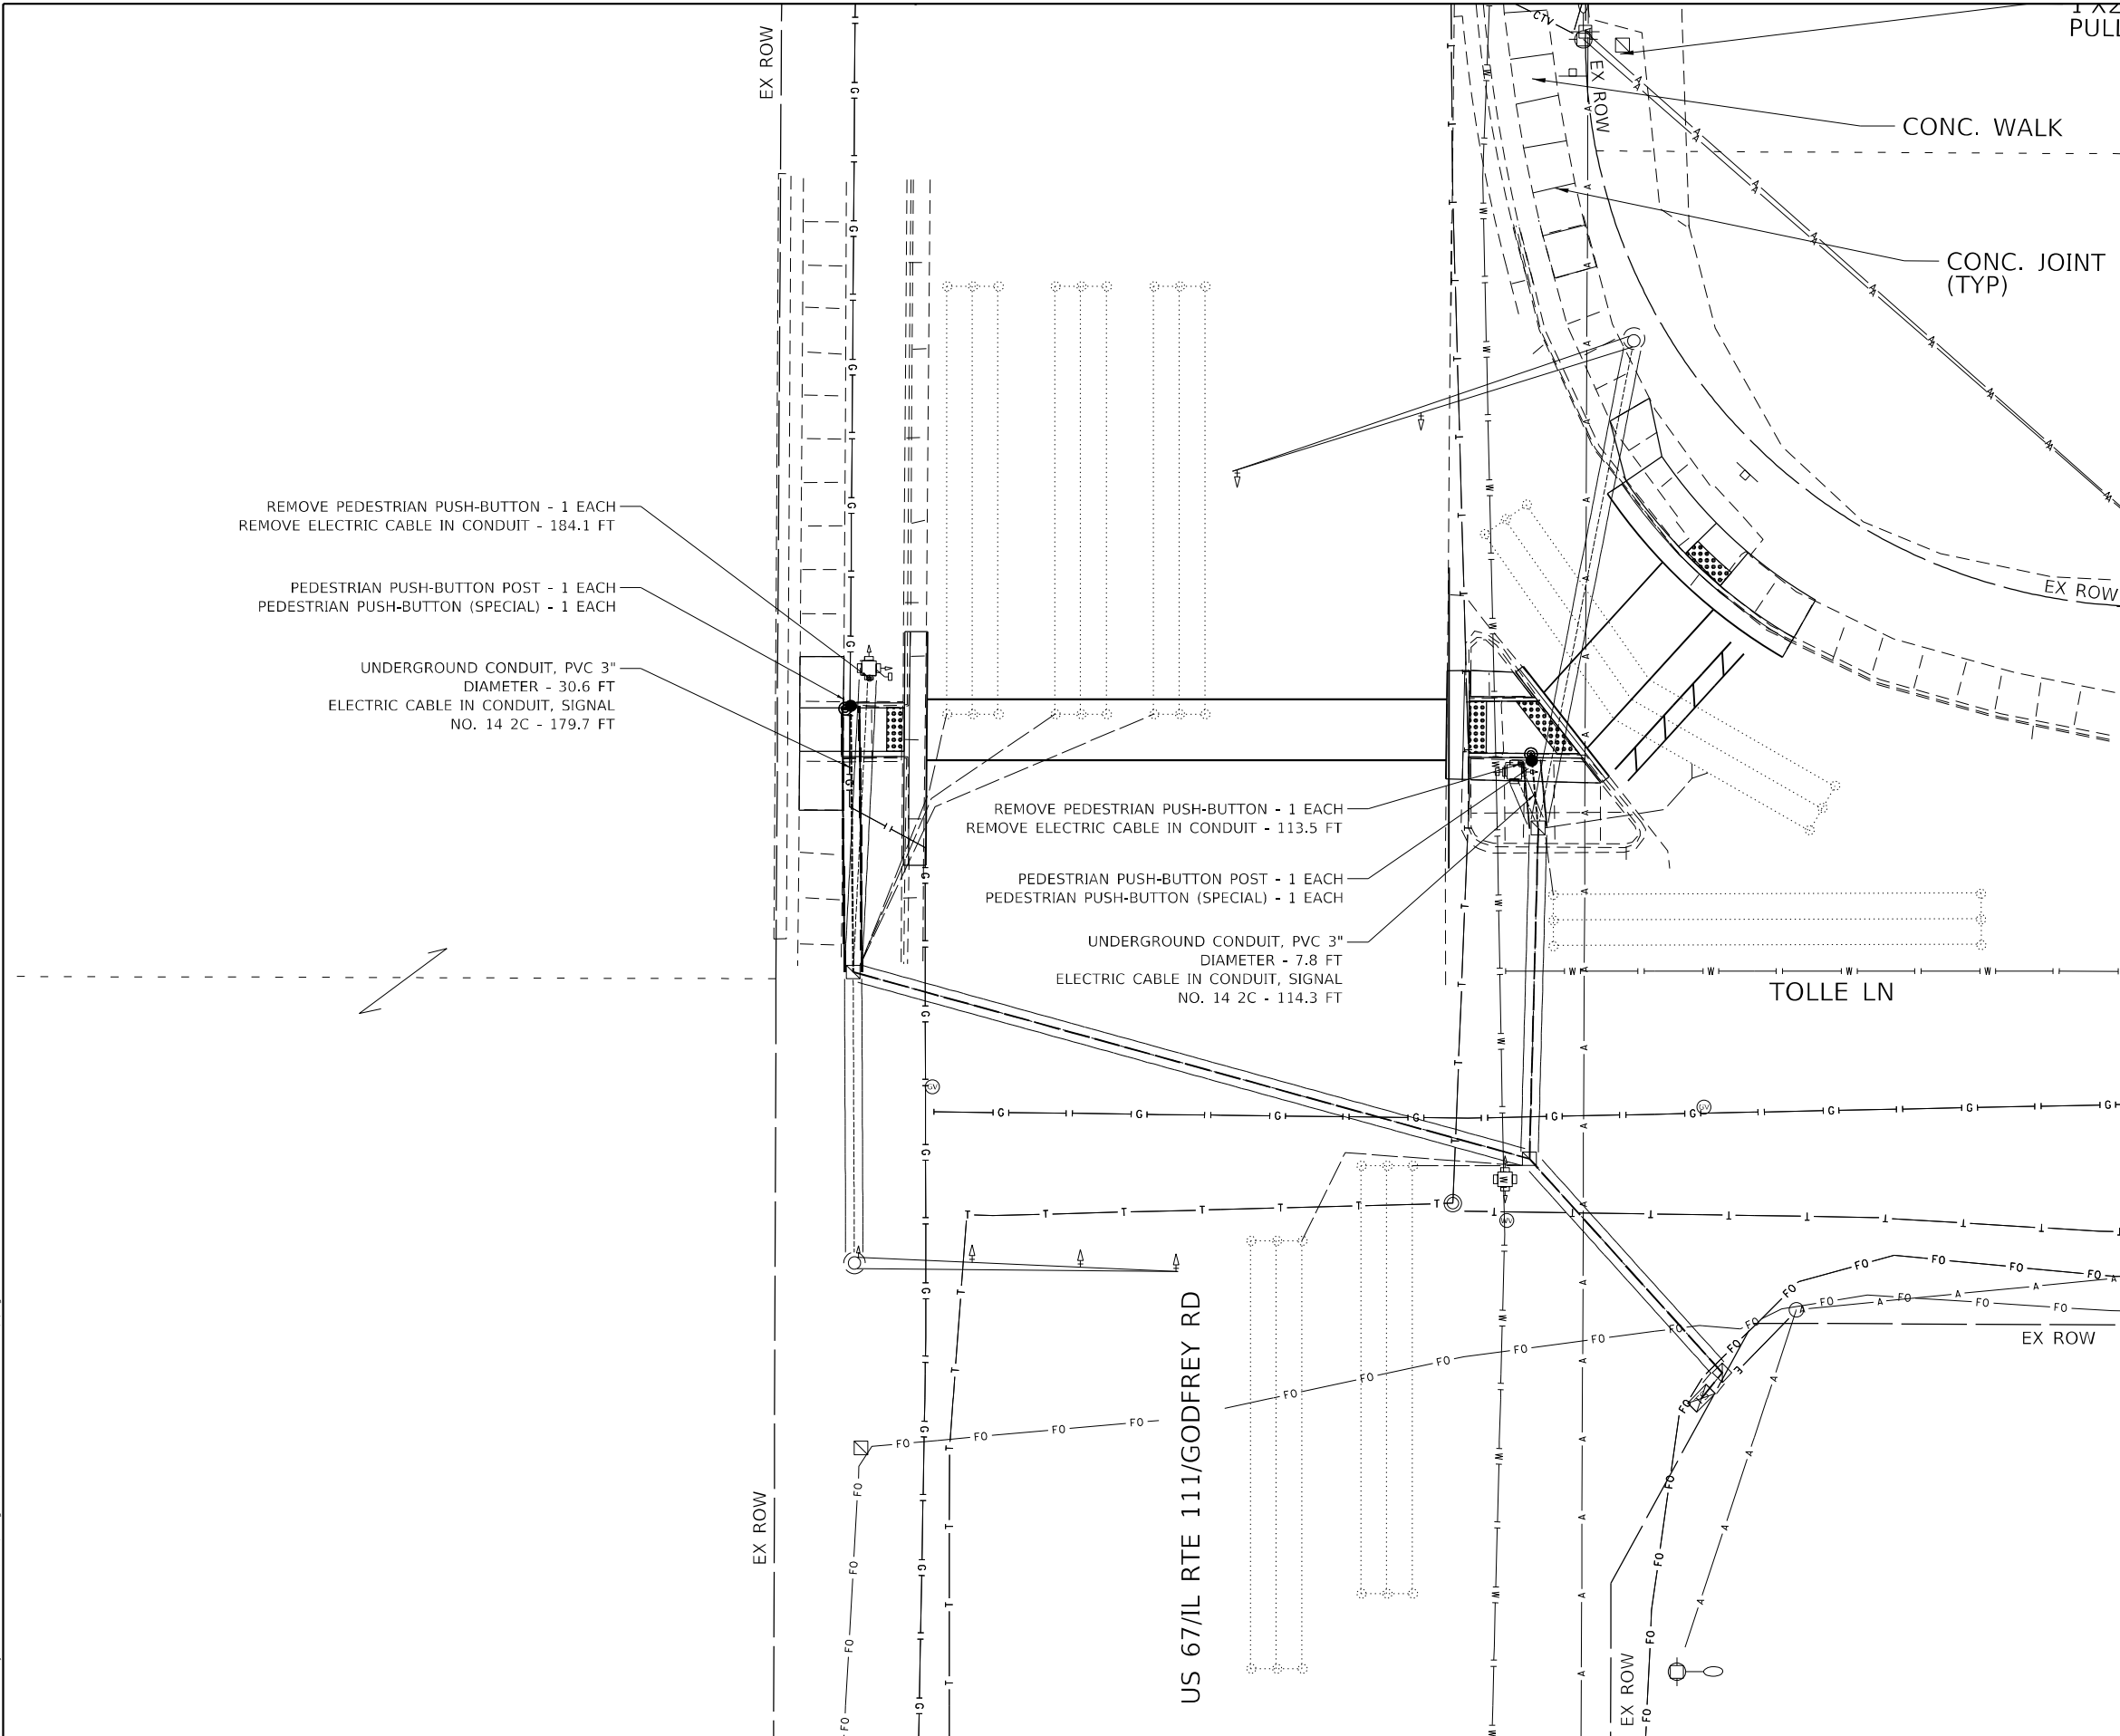 PULL
EX ROW
CTV
EX ROW
CONC. WALK
CONC. JOINT
(TYP)
REMOVE PEDESTRIAN PUSH-BUTTON - 1 EACH
REMOVE ELECTRIC CABLE IN CONDUIT - 184.1 FT
PEDESTRIAN PUSH-BUTTON POST - 1 EACH
PEDESTRIAN PUSH-BUTTON (SPECIAL) - 1 EACH
EX ROW
UNDERGROUND CONDUIT, PVC 3"
DIAMETER - 30.6 FT
ELECTRIC CABLE IN CONDUIT, SIGNAL
NO. 14 2C - 179.7 FT
REMOVE PEDESTRIAN PUSH-BUTTON - 1 EACH
REMOVE ELECTRIC CABLE IN CONDUIT - 113.5 FT
PEDESTRIAN PUSH-BUTTON POST - 1 EACH
PEDESTRIAN PUSH-BUTTON (SPECIAL) - 1 EACH
UNDERGROUND CONDUIT, PVC 3"
DIAMETER - 7.8 FT
ELECTRIC CABLE IN CONDUIT, SIGNAL
NO. 14 2C - 114.3 FT
TOLLE LN
US 67/IL RTE 111/GODFREY RD
EX ROW
EX ROW
EX ROW